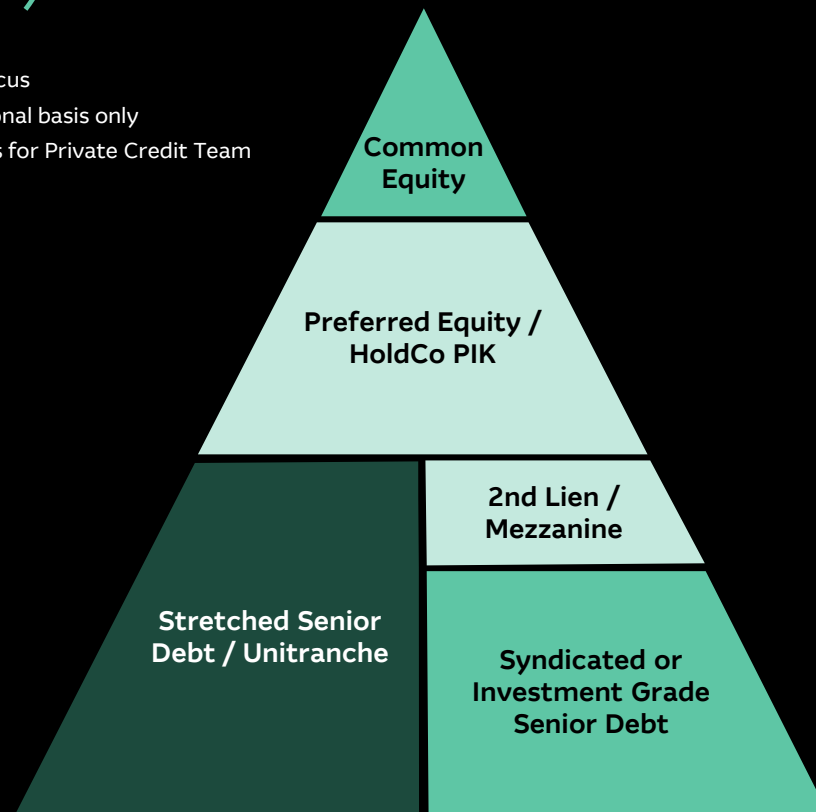 cus
nal basis only
s for Private Credit Team
Common
Equity
Preferred Equity /
HoldCo PIK
2nd Lien /
Mezzanine
Stretched Senior
Debt / Unitranche
Syndicated or
Investment Grade
Senior Debt